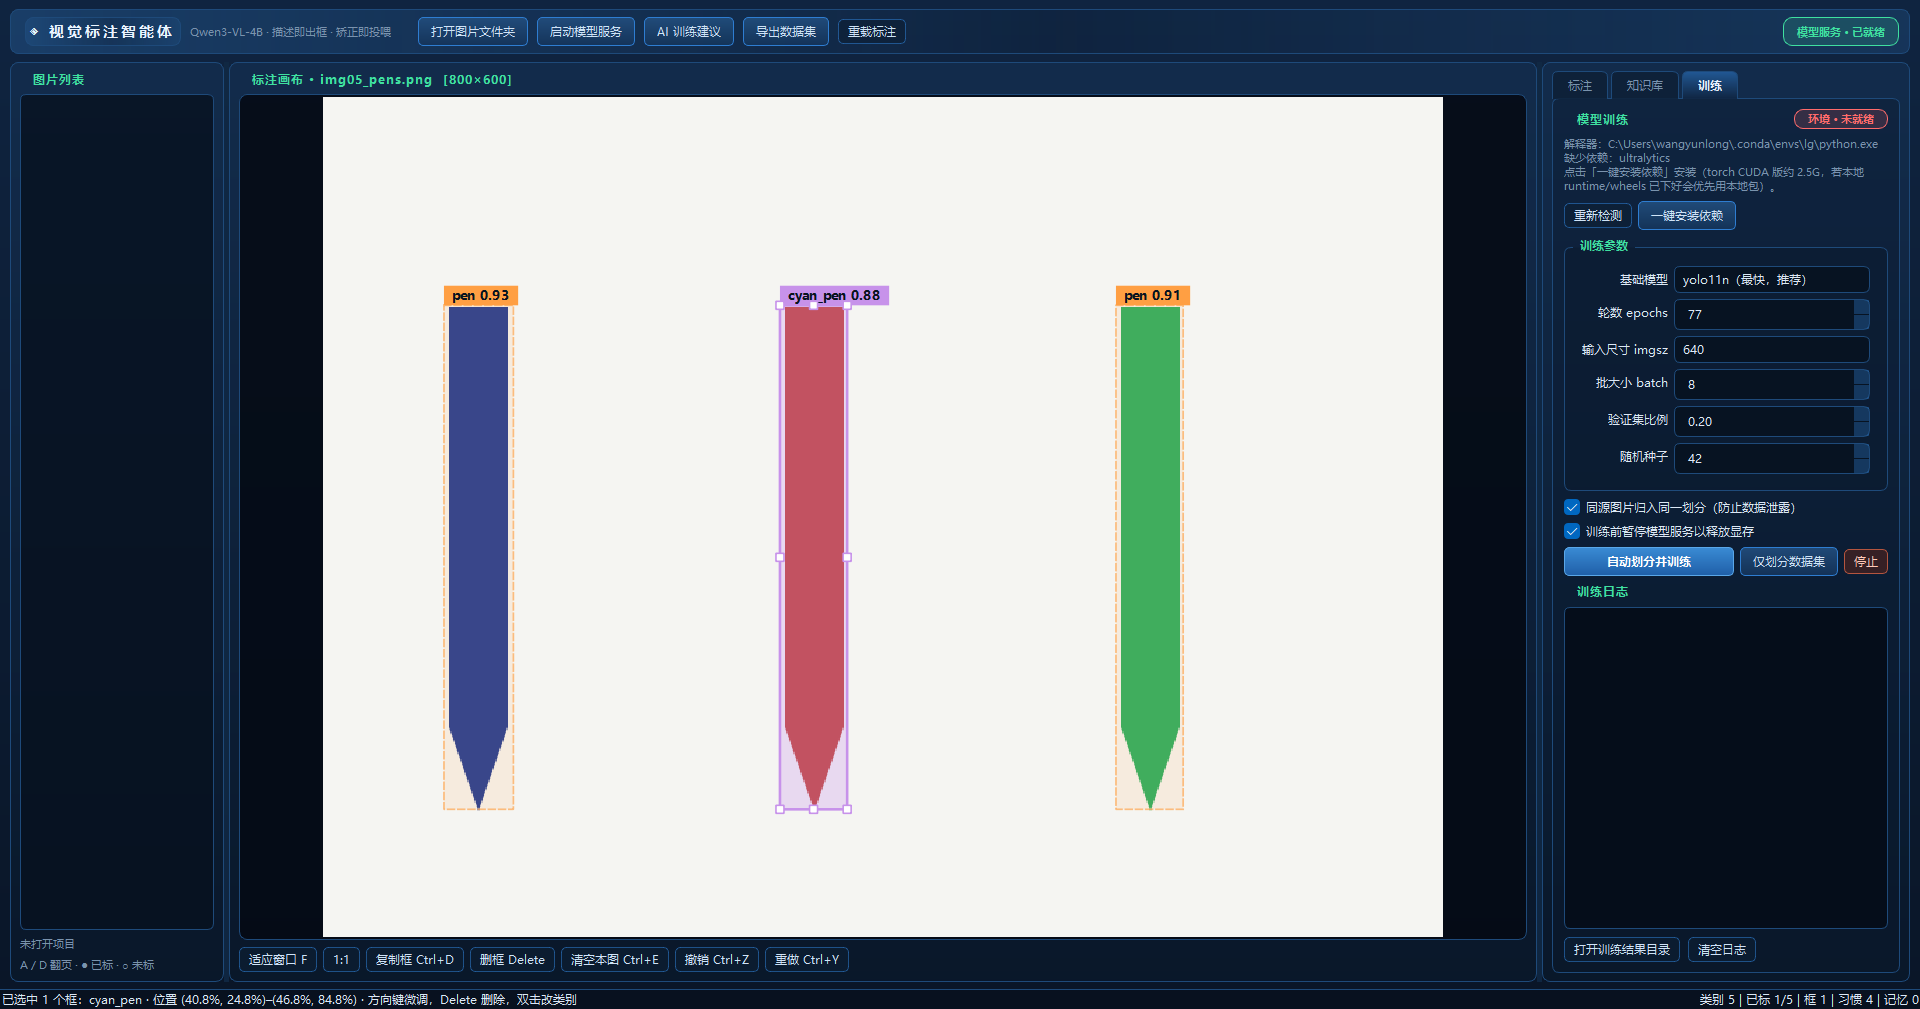 视觉标注智能体
Qwen3-VL-4B · 描述即出框 · 矫正即投喂
打开图片文件夹
启动模型服务
AI 训练建议
导出数据集
重载标注
模型服务 • 已就绪
图片列表
未打开项目
A / D 翻页 · ● 已标 · ○ 未标
标注画布 • img05_pens.png [800×600]
pen 0.93
cyan_pen 0.88
pen 0.91
适应窗口 F
1:1
复制框 Ctrl+D
删框 Delete
清空本图 Ctrl+E
撤销 Ctrl+Z
重做 Ctrl+Y
标注
知识库
训练
模型训练
环境 • 未就绪
解释器：C:\Users\wangyunlong\.conda\envs\lg\python.exe
缺少依赖：ultralytics
点击「一键安装依赖」安装（torch CUDA 版约 2.5G，若本地
runtime/wheels 已下好会优先用本地包）。
重新检测
一键安装依赖
训练参数
基础模型 yolo11n（最快，推荐）
轮数 epochs 77
输入尺寸 imgsz 640
批大小 batch 8
验证集比例 0.20
随机种子 42
同源图片归入同一划分（防止数据泄露）
训练前暂停模型服务以释放显存
自动划分并训练
仅划分数据集
停止
训练日志
打开训练结果目录
清空日志
已选中 1 个框：cyan_pen · 位置 (40.8%, 24.8%)–(46.8%, 84.8%) · 方向键微调，Delete 删除，双击改类别
类别 5 | 已标 1/5 | 框 1 | 习惯 4 | 记忆 0